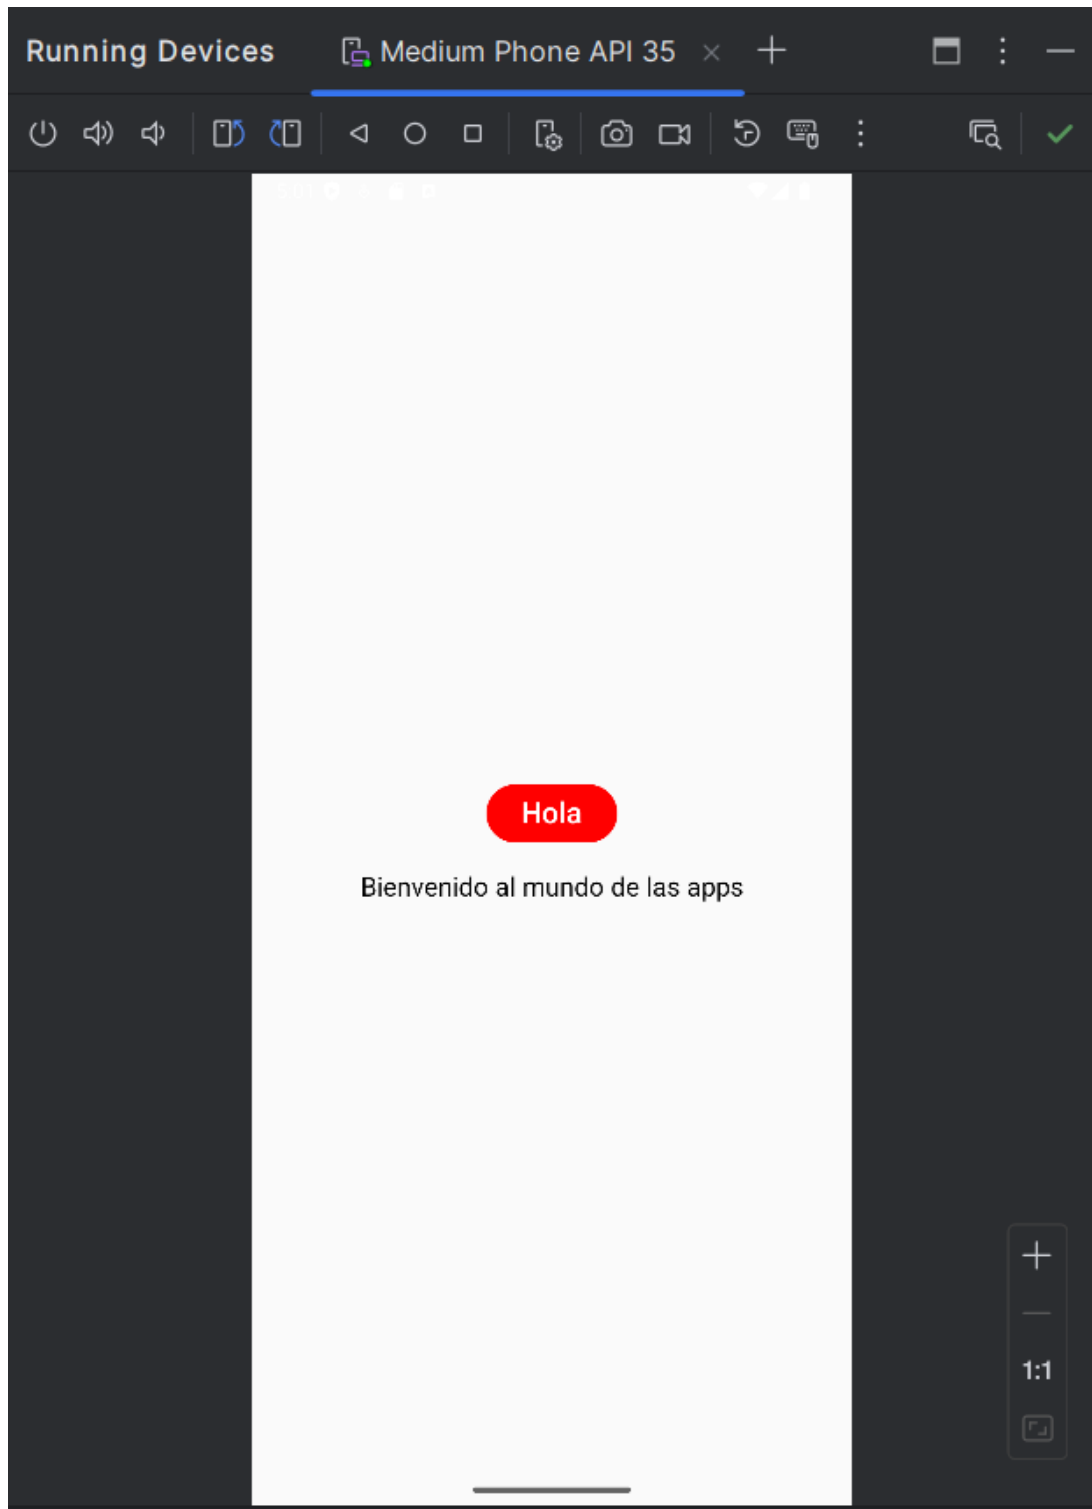 Running Devices
Medium Phone API 35
Hola
Bienvenido al mundo de las apps
1:1